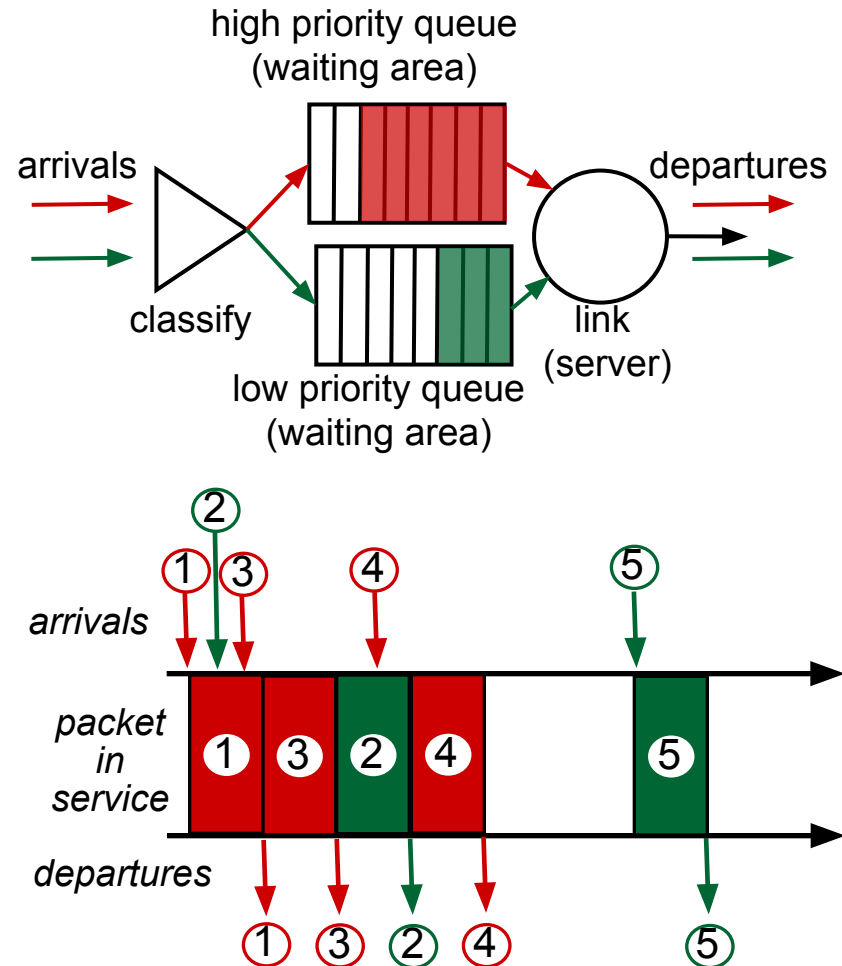 high priority queue
(waiting area)
arrivals
departures
classify
link
(server)
low priority queue
(waiting area)
2
1
3
4
5
arrivals
packet
in
service
1
3
2
4
5
departures
1
3
2
4
5